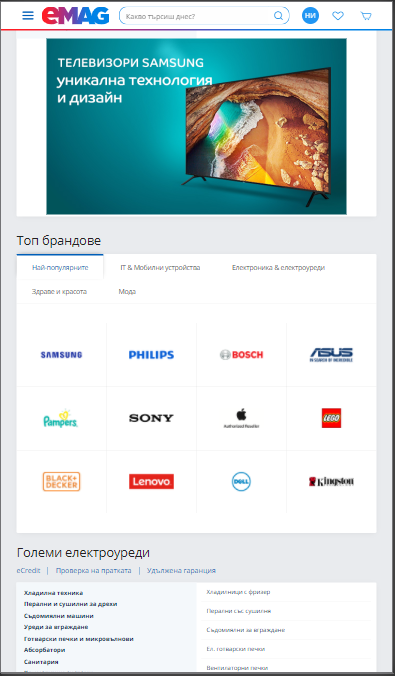 eMAG
Какво търсиш днес?
НИ
ТЕЛЕВИЗОРИ SAMSUNG
уникална технология
и дизайн
Топ брандове
Най-популярните
IT & Мобилни устройства
Електроника & електроуреди
Здраве и красота
Мода
SAMSUNG
PHILIPS
BOSCH
ASUS
IN SEARCH OF INCREDIBLE
Pampers
SONY
Authorised Reseller
LEGO
BLACK+
DECKER
Lenovo
DELL
Kingston
Големи електроуреди
eCredit | Проверка на пратката | Удължена гаранция
Хладилна техника
Перални и сушилни за дрехи
Съдомиялни машини
Уреди за вграждане
Готварски печки и микровълнови
Абсорбатори
Санитария
Хладилници с фризер
Перални със сушилня
Съдомиялни за вграждане
Ел. готварски печки
Вентилаторни печки